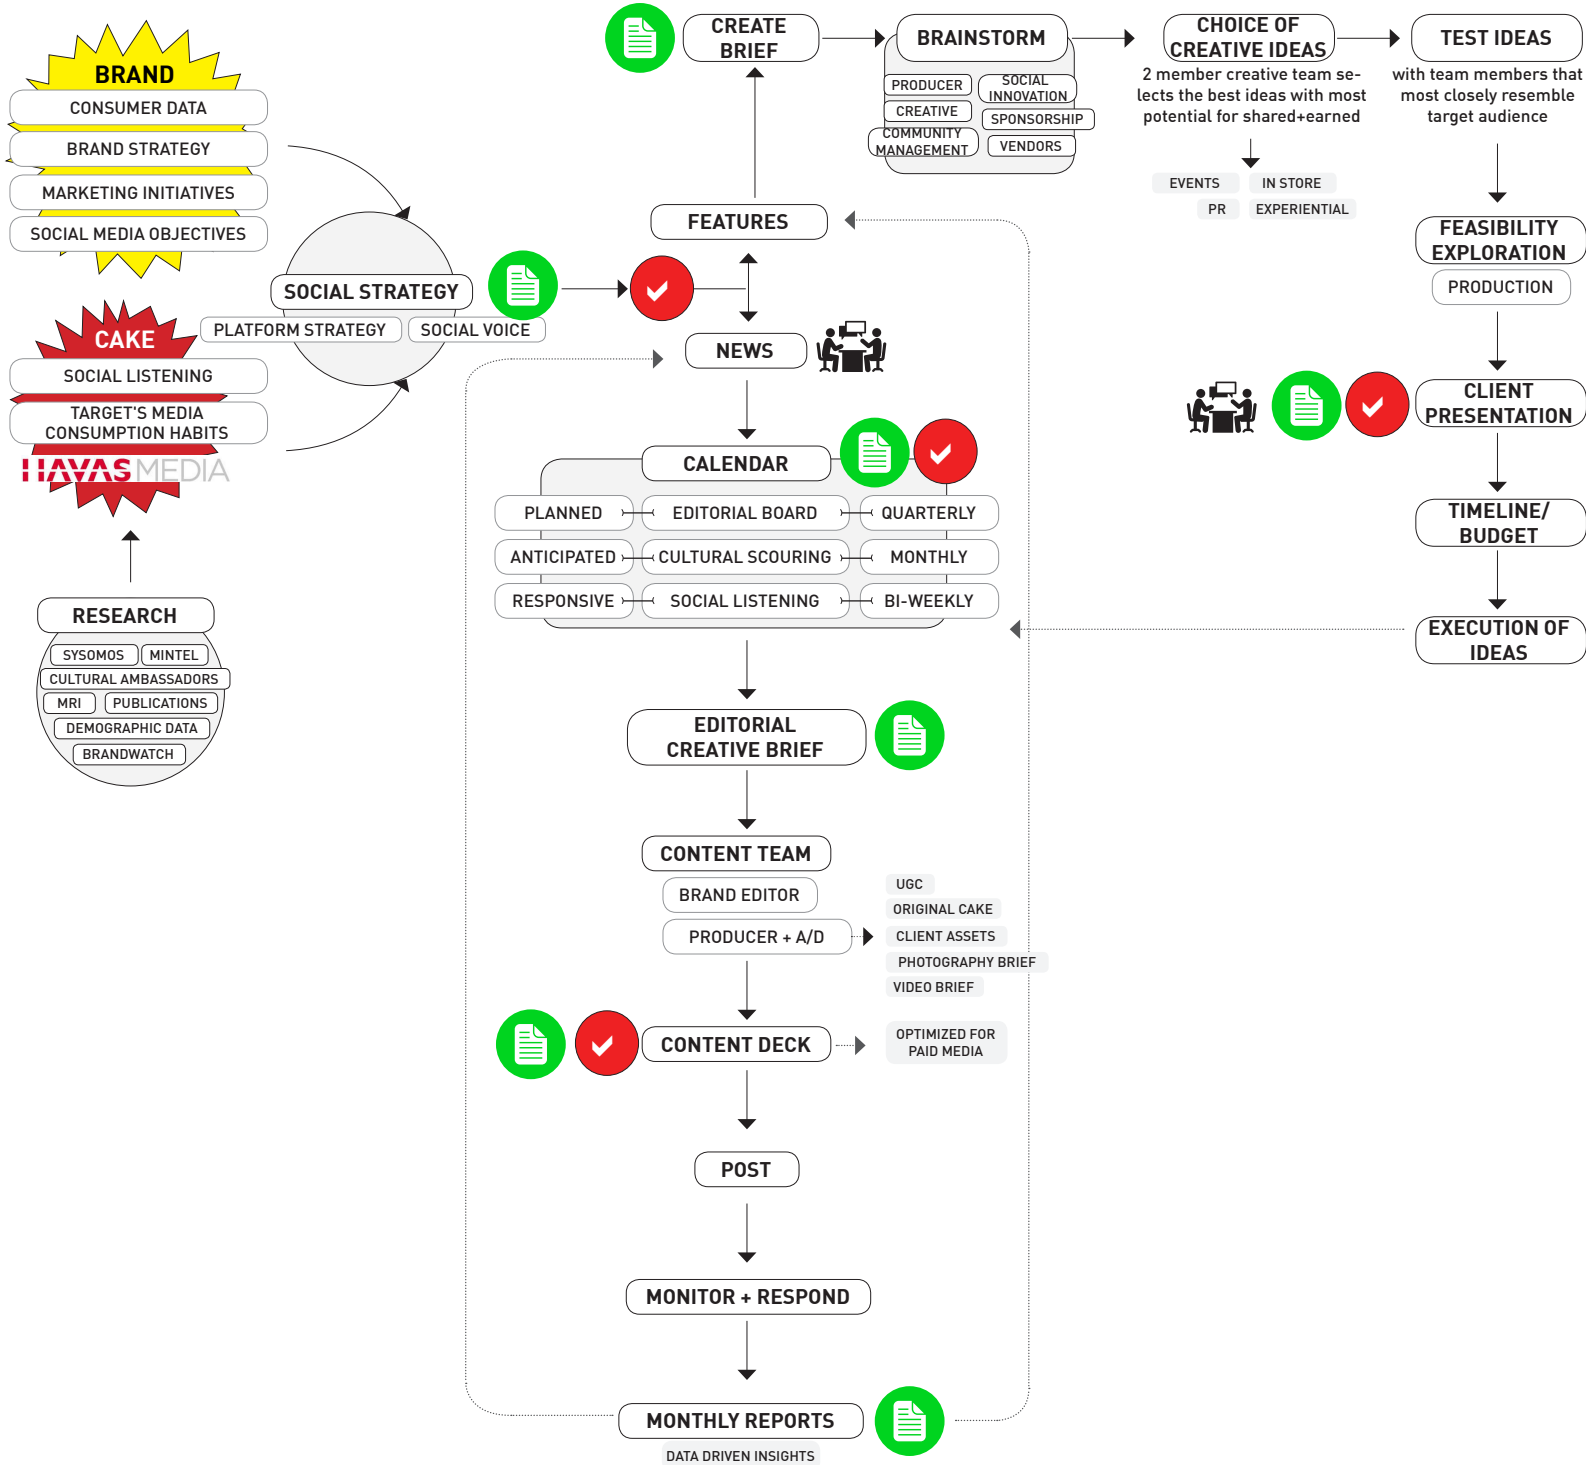 BRAND
CONSUMER DATA
BRAND STRATEGY
MARKETING INITIATIVES
SOCIAL MEDIA OBJECTIVES
CAKE
SOCIAL LISTENING
TARGET'S MEDIA
CONSUMPTION HABITS
HAVAS MEDIA
RESEARCH
SYSOMOS
MINTEL
CULTURAL AMBASSADORS
MRI
PUBLICATIONS
DEMOGRAPHIC DATA
BRANDWATCH
SOCIAL STRATEGY
PLATFORM STRATEGY
SOCIAL VOICE
FEATURES
NEWS
CREATE
BRIEF
BRAINSTORM
PRODUCER
SOCIAL
INNOVATION
CREATIVE
SPONSORSHIP
COMMUNITY
MANAGEMENT
VENDORS
CHOICE OF
CREATIVE IDEAS
2 member creative team se-
lects the best ideas with most
potential for shared+earned
EVENTS
IN STORE
PR
EXPERIENTIAL
TEST IDEAS
with team members that
most closely resemble
target audience
FEASIBILITY
EXPLORATION
PRODUCTION
CLIENT
PRESENTATION
TIMELINE/
BUDGET
EXECUTION OF
IDEAS
CALENDAR
PLANNED
EDITORIAL BOARD
QUARTERLY
ANTICIPATED
CULTURAL SCOURING
MONTHLY
RESPONSIVE
SOCIAL LISTENING
BI-WEEKLY
EDITORIAL
CREATIVE BRIEF
CONTENT TEAM
BRAND EDITOR
PRODUCER + A/D
UGC
ORIGINAL CAKE
CLIENT ASSETS
PHOTOGRAPHY BRIEF
VIDEO BRIEF
CONTENT DECK
OPTIMIZED FOR
PAID MEDIA
POST
MONITOR + RESPOND
MONTHLY REPORTS
DATA DRIVEN INSIGHTS